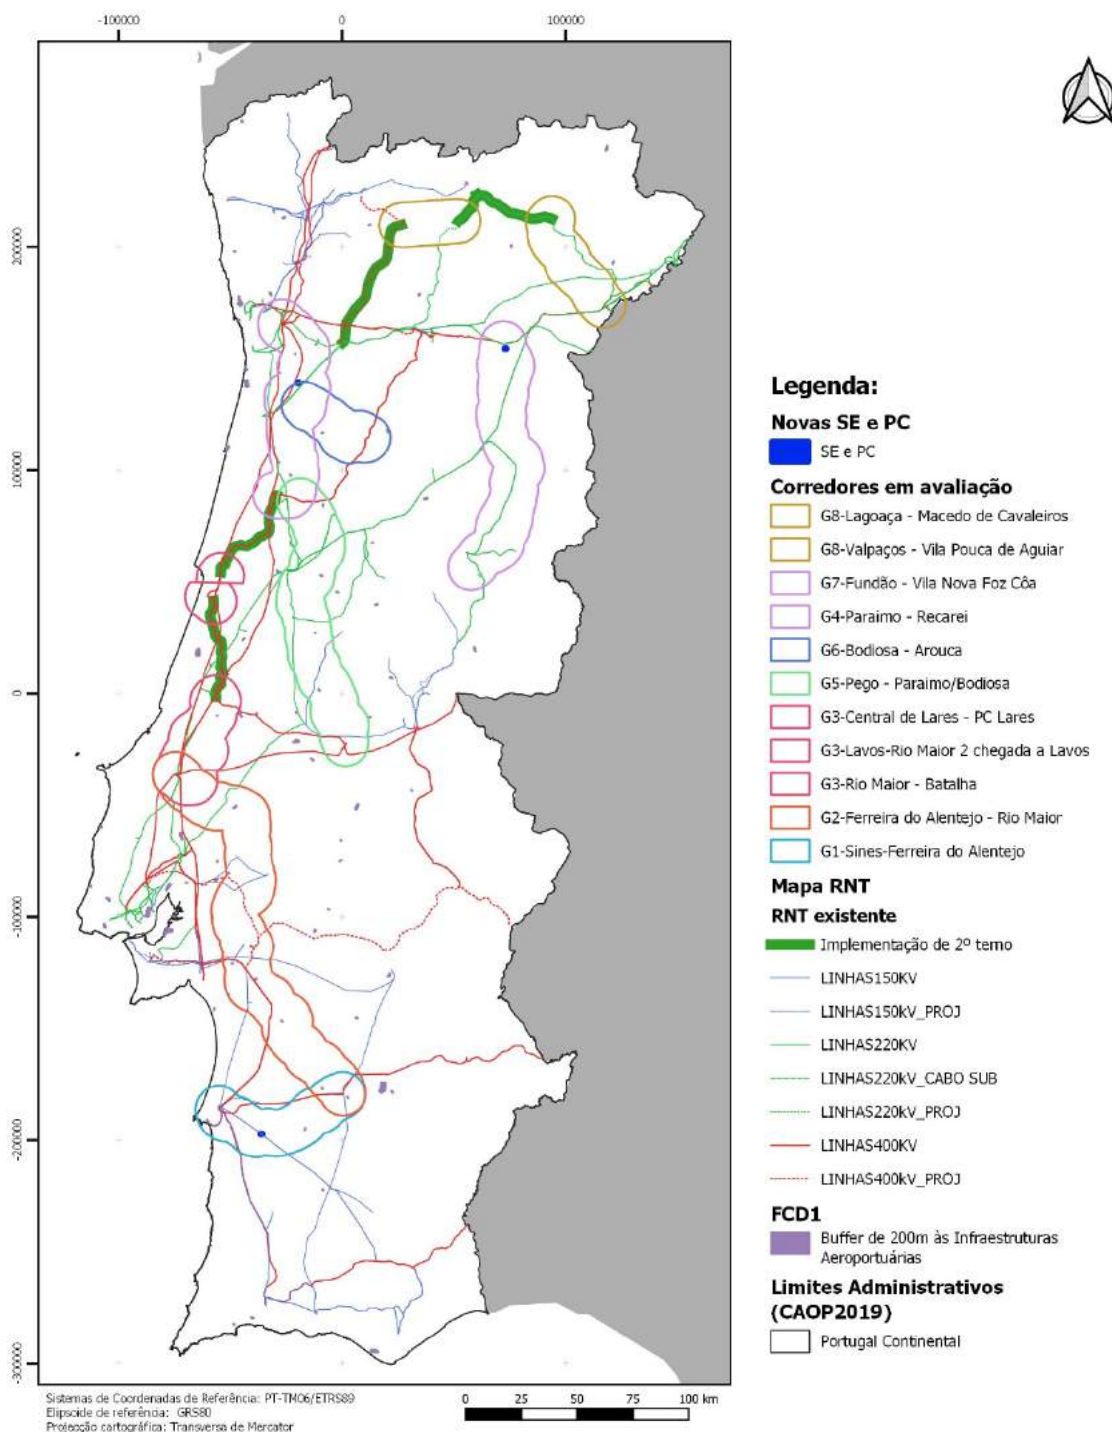 -100000
0
100000
200000
100000
0
-100000
-200000
-300000
Legenda:
Novas SE e PC
SE e PC
Corredores em avaliação
G8-Lagoaça - Macedo de Cavaleiros
G8-Valpaços - Vila Pouca de Aguiar
G7-Fundão - Vila Nova Foz Côa
G4-Paraimo - Recarei
G6-Bodiosa - Arouca
G5-Pego - Paraimo/Bodiosa
G3-Central de Lares - PC Lares
G3-Lavos-Rio Maior 2 chegada a Lavos
G3-Rio Maior - Batalha
G2-Ferreira do Alentejo - Rio Maior
G1-Sines-Ferreira do Alentejo
Mapa RNT
RNT existente
Implementação de 2º terno
LINHAS150KV
LINHAS150kV_PROJ
LINHAS220KV
LINHAS220kV_CABO SUB
LINHAS220kV_PROJ
LINHAS400KV
LINHAS400kV_PROJ
FCD1
Buffer de 200m às Infraestruturas
Aeroportuárias
Limites Administrativos
(CAOP2019)
Portugal Continental
Sistemas de Coordenadas de Referência: PT-TM06/ETRS89
Elipsoide de referência: GRS80
Projecção cartográfica: Transversa de Mercator
0 25 50 75 100 km